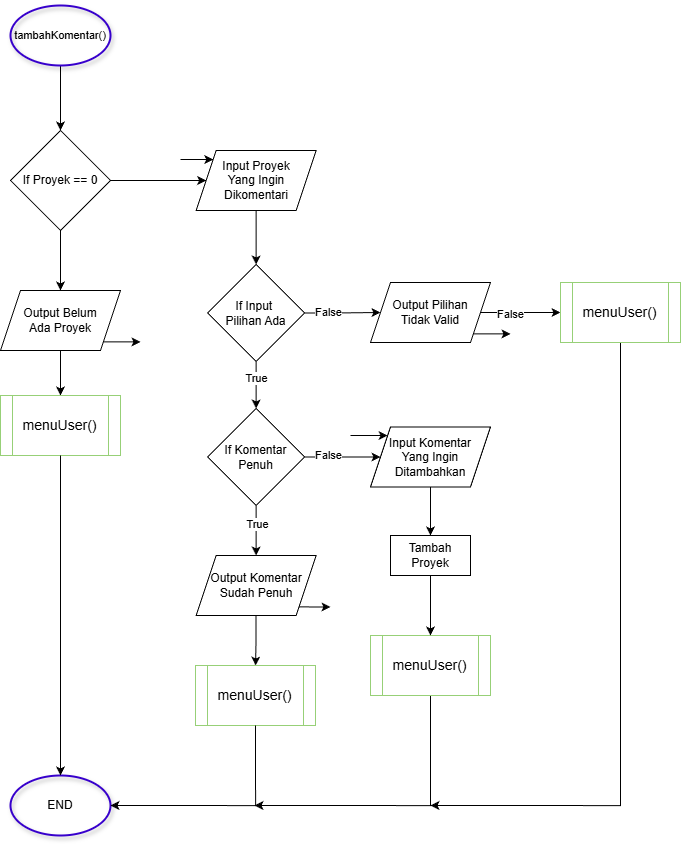 tambahKomentar()
If Proyek == 0
Input Proyek
Yang Ingin
Dikomentari
Output Belum
Ada Proyek
menuUser()
If Input
Pilihan Ada
False
Output Pilihan
Tidak Valid
False
menuUser()
True
If Komentar
Penuh
False
Input Komentar
Yang Ingin
Ditambahkan
True
Tambah
Proyek
Output Komentar
Sudah Penuh
menuUser()
menuUser()
END